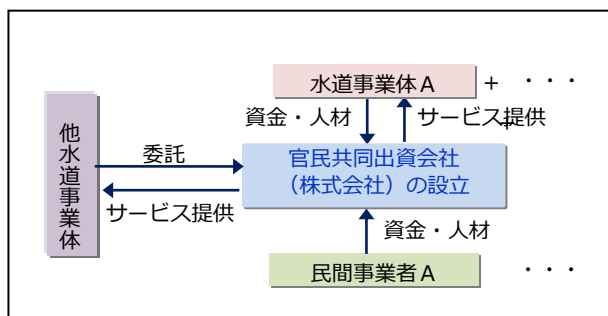 水道事業体A + ・・・
資金・人材 サービス提供
+
他水道事業体
委託
官民共同出資会社
(株式会社)の設立
サービス提供
資金・人材
民間事業者A ・・・